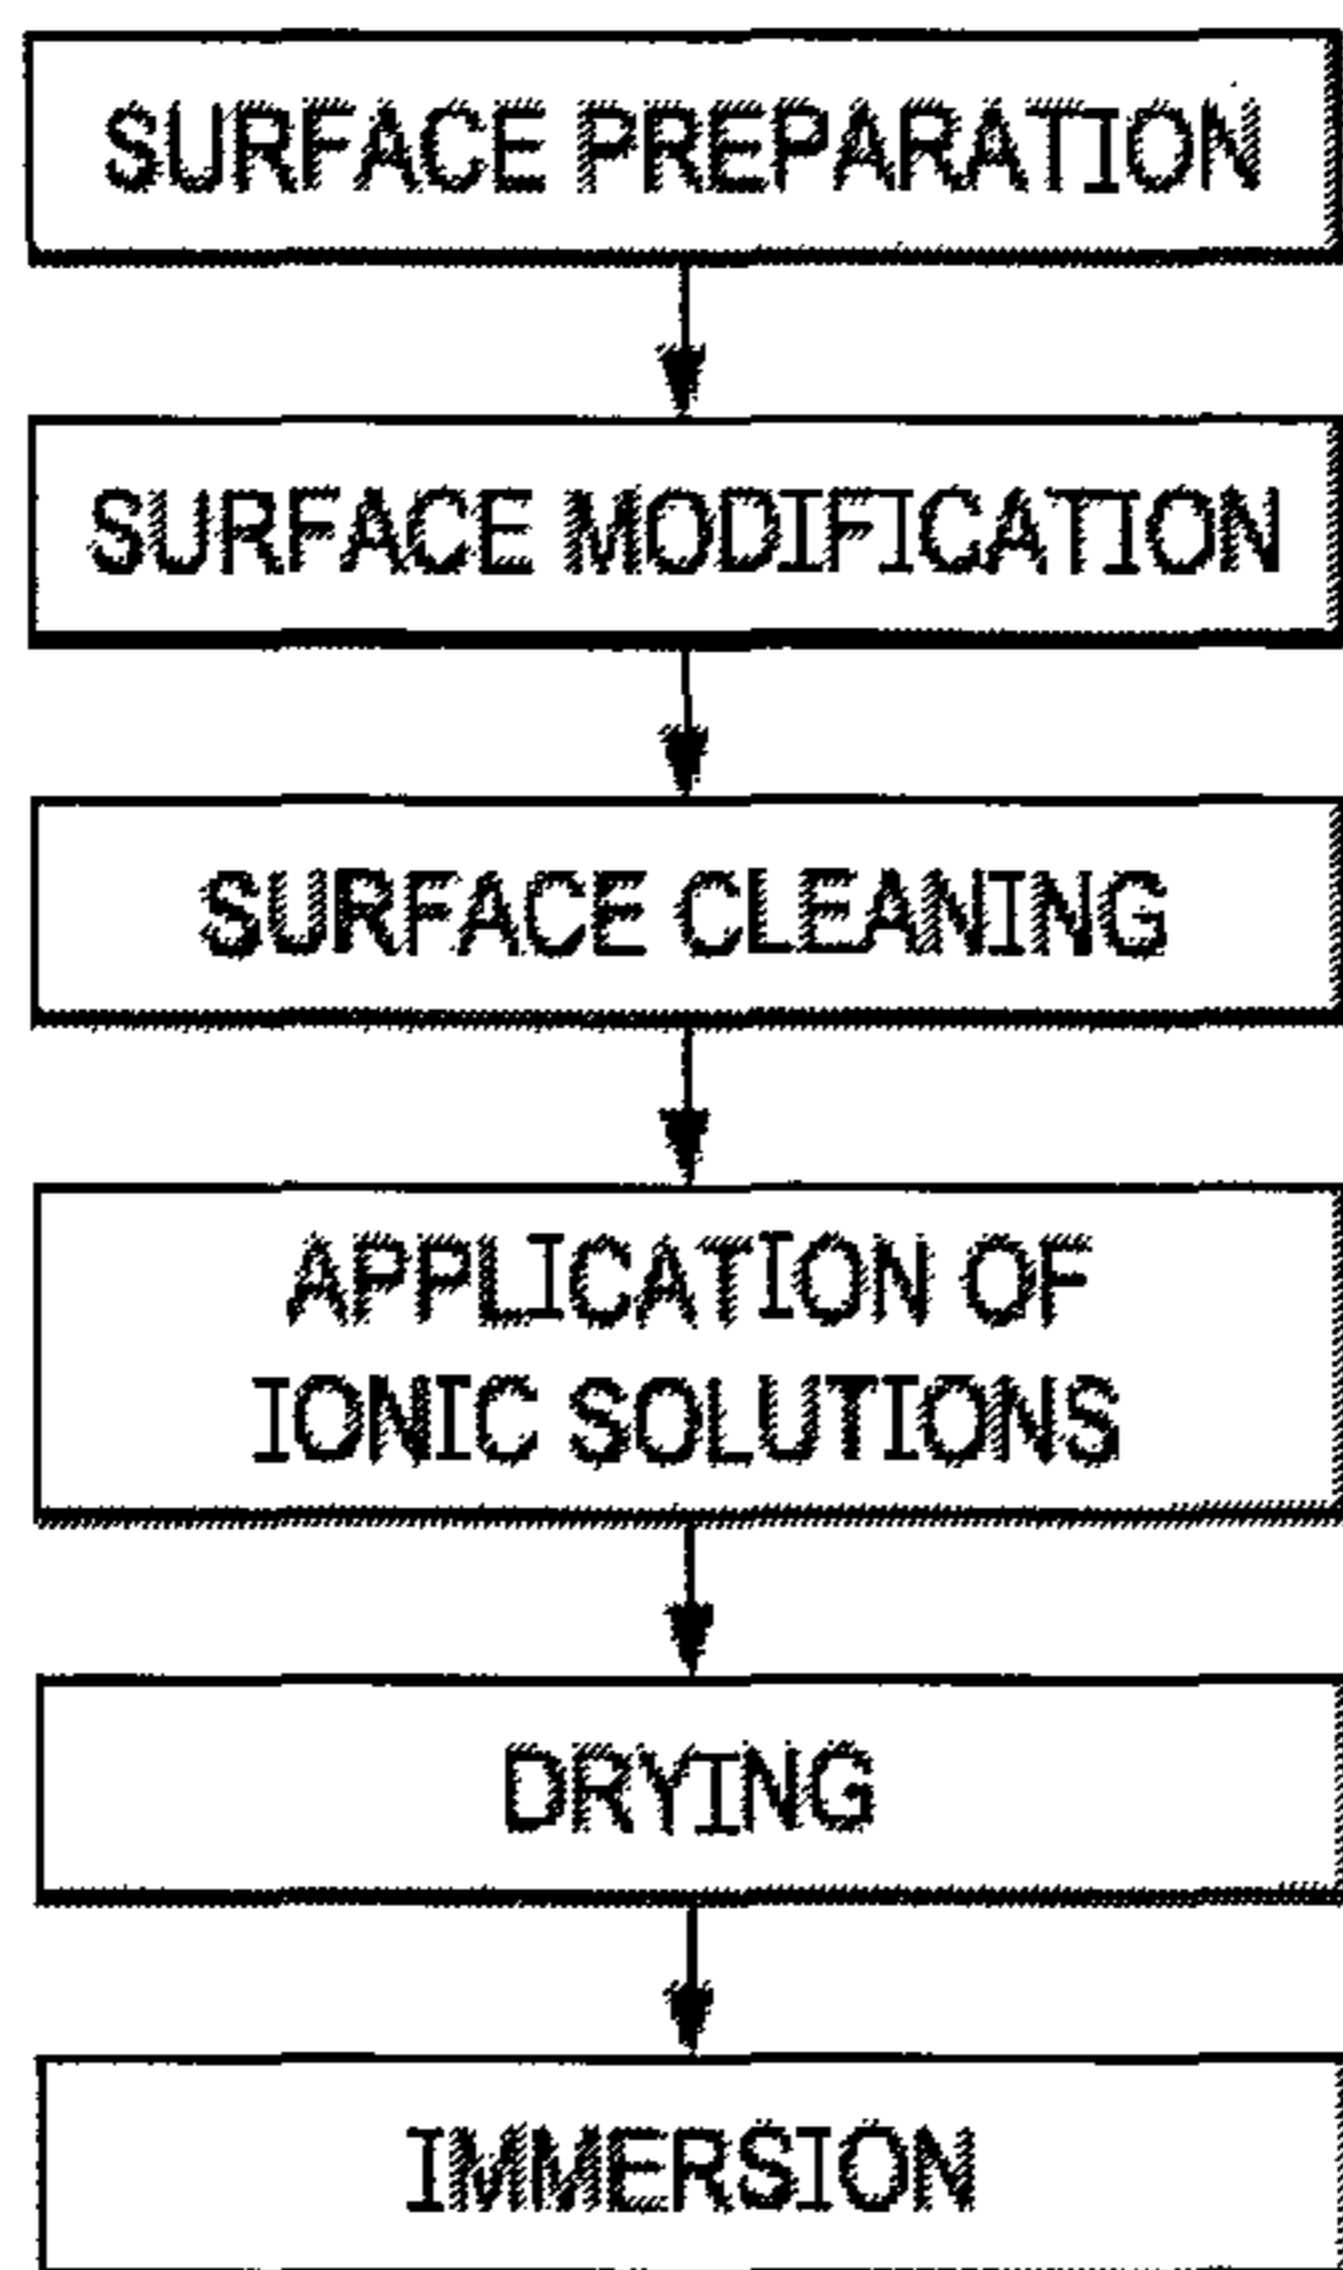 SURFACE PREPARATION
SURFACE MODIFICATION
SURFACE CLEANING
APPLICATION OF
IONIC SOLUTIONS
DRYING
IMMERSION